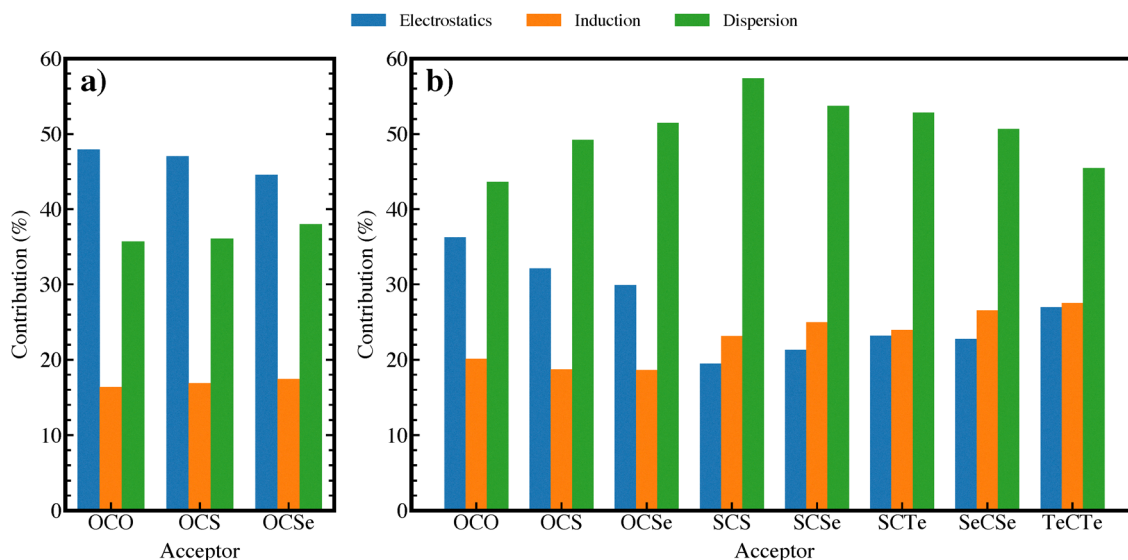 Electrostatics Induction Dispersion
a)
60
50
40
30
20
10
0
Contribution (%)
OCO OCS OCSe
Acceptor
b)
60
50
40
30
20
10
0
Contribution (%)
OCO OCS OCSe SCS SCSe SCTe SeCSe TeCTe
Acceptor